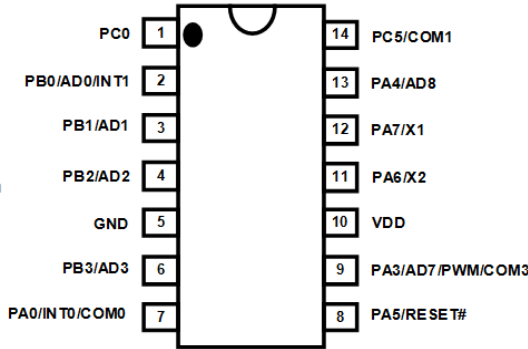 PC0 1 14 PC5/COM1
PB0/AD0/INT1 2 13 PA4/AD8
PB1/AD1 3 12 PA7/X1
PB2/AD2 4 11 PA6/X2
GND 5 10 VDD
PB3/AD3 6 9 PA3/AD7/PWM/COM3
PA0/INT0/COM0 7 8 PA5/RESET#